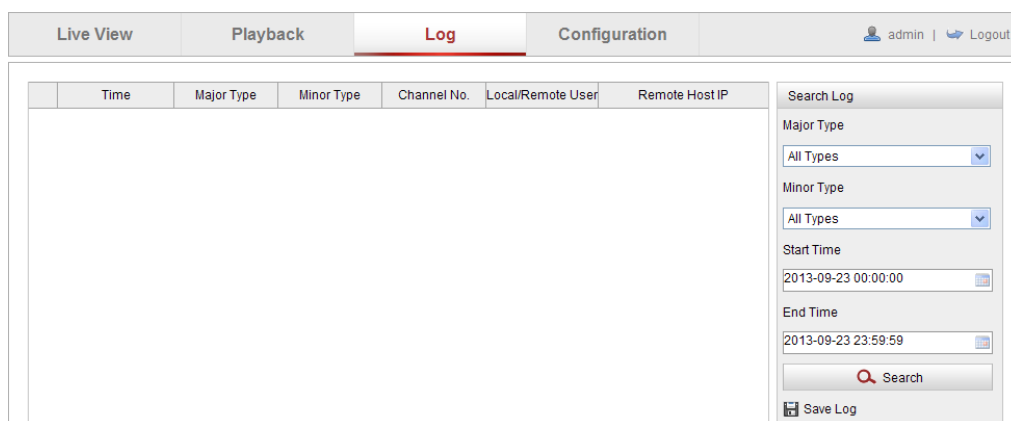 Live View Playback Log Configuration admin | Logout
Time Major Type Minor Type Channel No. Local/Remote User Remote Host IP
Search Log
Major Type
All Types
Minor Type
All Types
Start Time
2013-09-23 00:00:00
End Time
2013-09-23 23:59:59
Search
Save Log